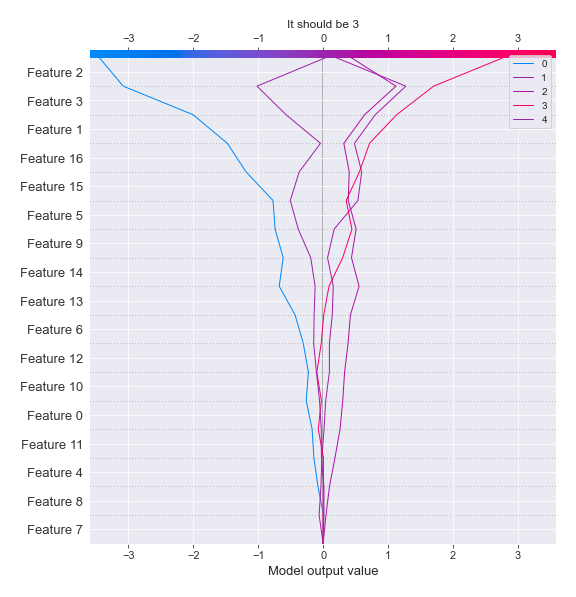 It should be 3
−3 −2 −1 0 1 2 3
0
1
2
3
4
Feature 2
Feature 3
Feature 1
Feature 16
Feature 15
Feature 5
Feature 9
Feature 14
Feature 13
Feature 6
Feature 12
Feature 10
Feature 0
Feature 11
Feature 4
Feature 8
Feature 7
−3 −2 −1 0 1 2 3
Model output value